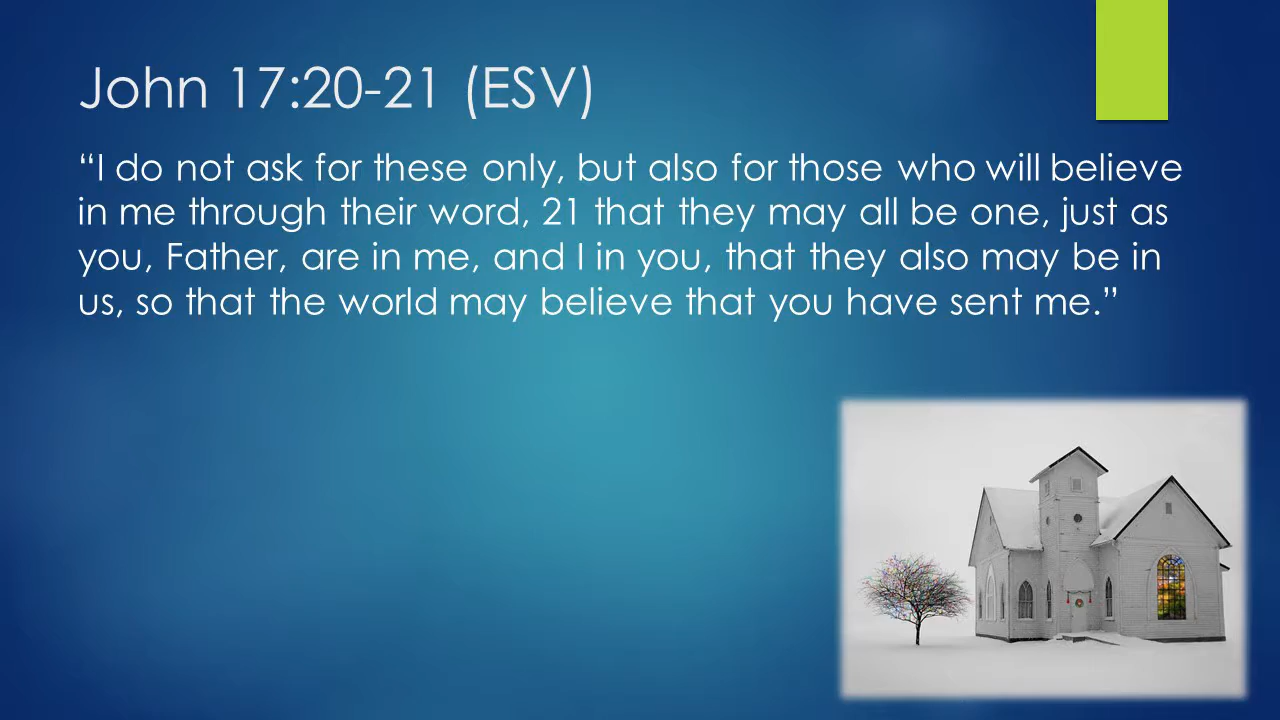 John 17:20-21 (ESV)
“I do not ask for these only, but also for those who will believe
in me through their word, 21 that they may all be one, just as
you, Father, are in me, and I in you, that they also may be in
us, so that the world may believe that you have sent me.”